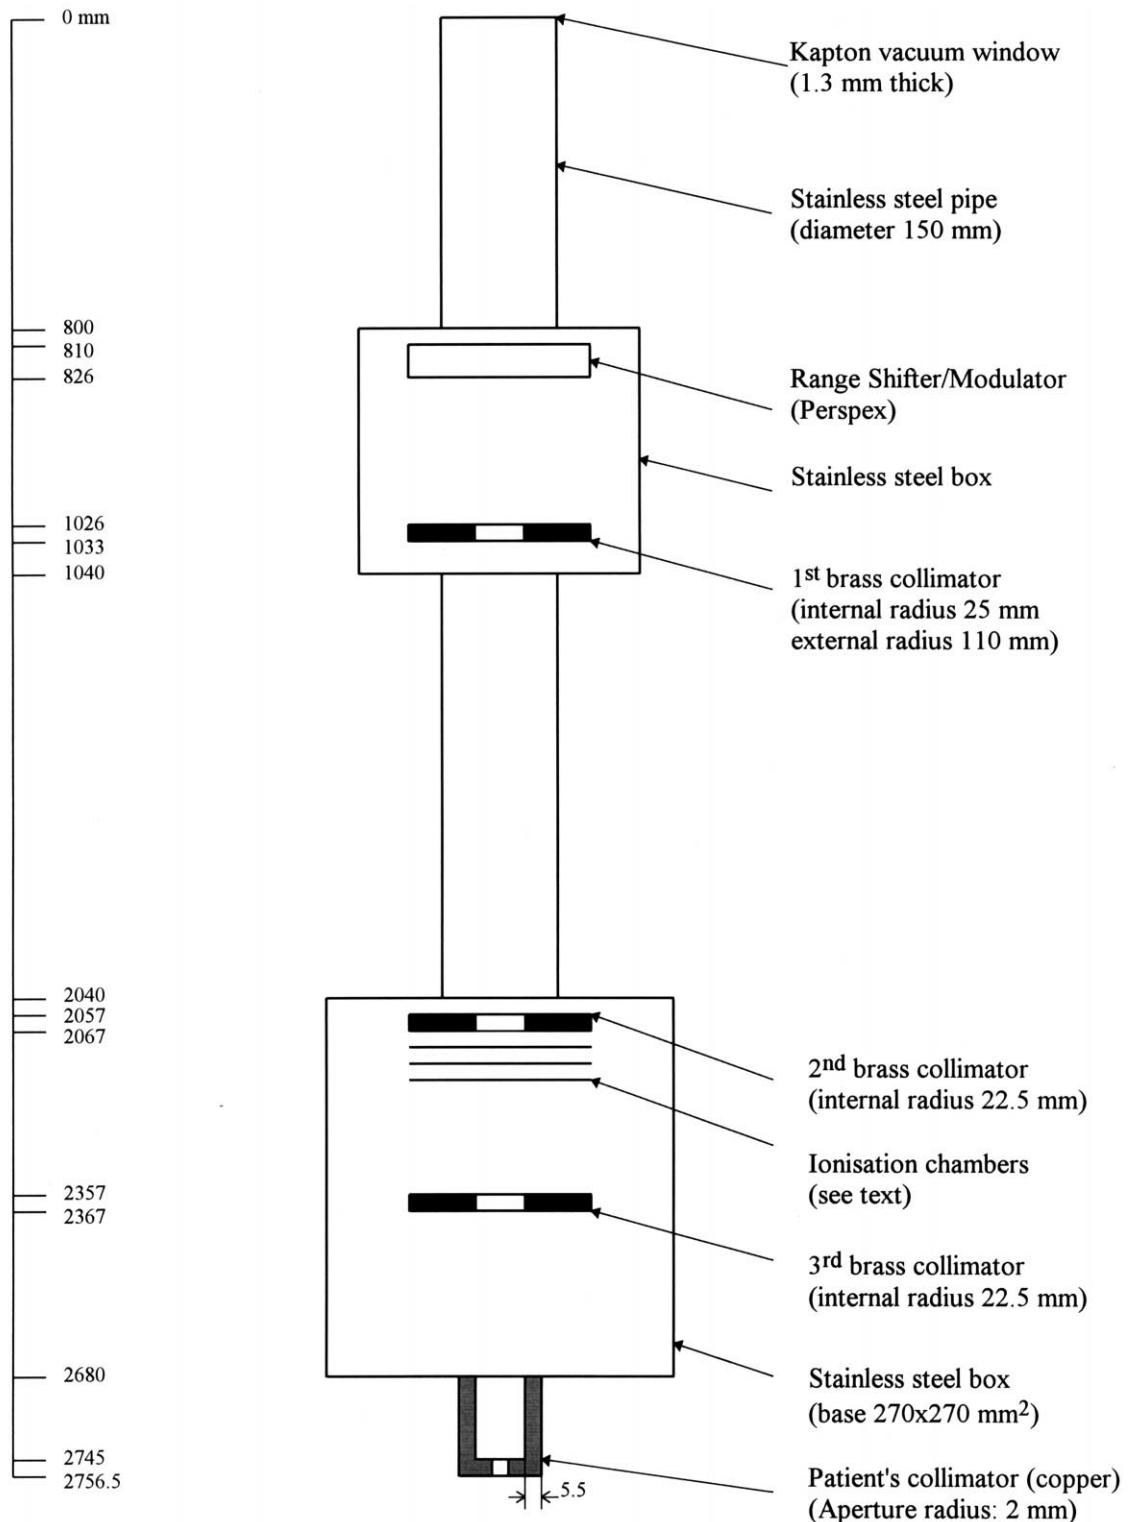 0 mm
Kapton vacuum window
(1.3 mm thick)
Stainless steel pipe
(diameter 150 mm)
800
810
826
Range Shifter/Modulator
(Perspex)
Stainless steel box
1026
1033
1040
1st brass collimator
(internal radius 25 mm
external radius 110 mm)
2040
2057
2067
2nd brass collimator
(internal radius 22.5 mm)
Ionisation chambers
(see text)
2357
2367
3rd brass collimator
(internal radius 22.5 mm)
2680
Stainless steel box
(base 270x270 mm2)
2745
2756.5
5.5
Patient's collimator (copper)
(Aperture radius: 2 mm)